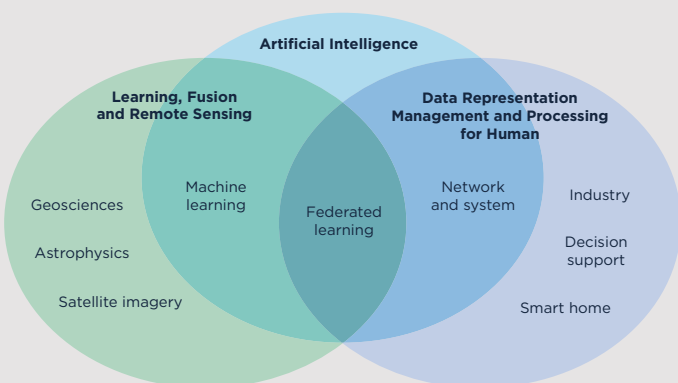 Artificial Intelligence
Learning, Fusion
and Remote Sensing
Data Representation
Management and Processing
for Human
Machine
learning
Federated
learning
Network
and system
Geosciences
Astrophysics
Satellite imagery
Industry
Decision
support
Smart home